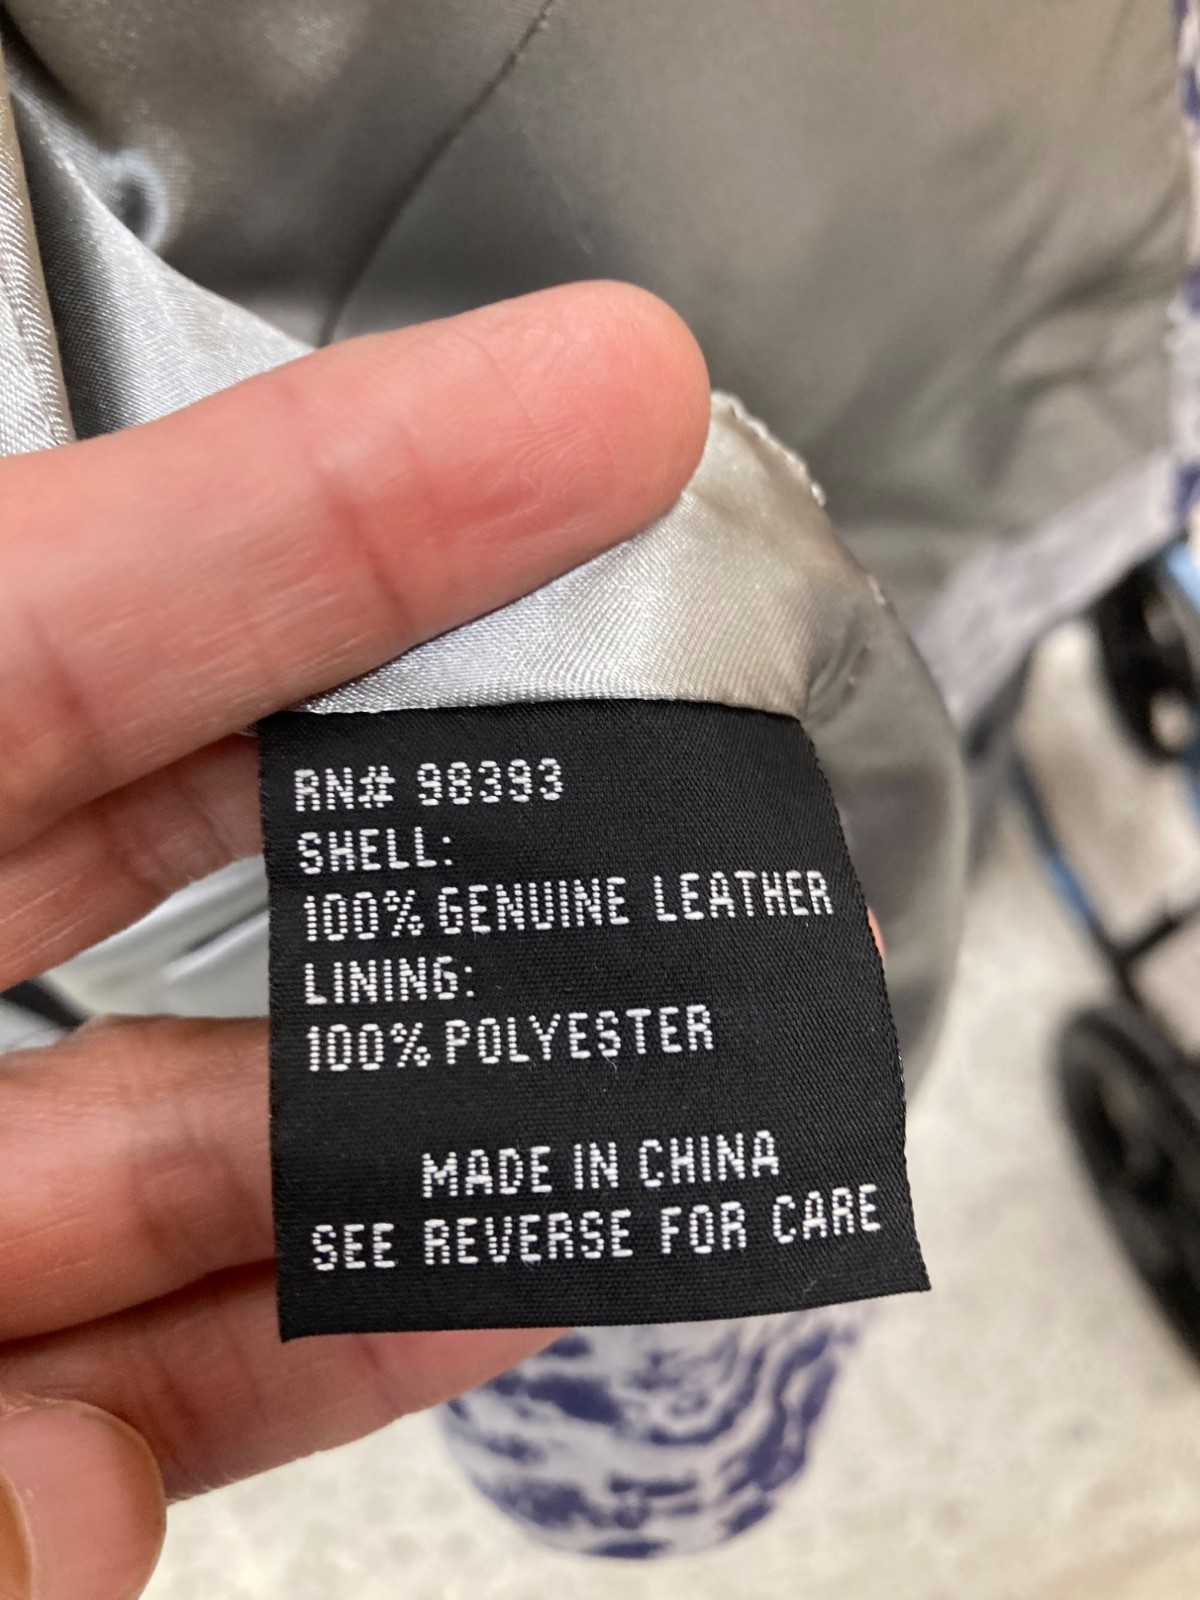 RN# 98393
SHELL:
100% GENUINE LEATHER
LINING:
100% POLYESTER
MADE IN CHINA
SEE REVERSE FOR CARE